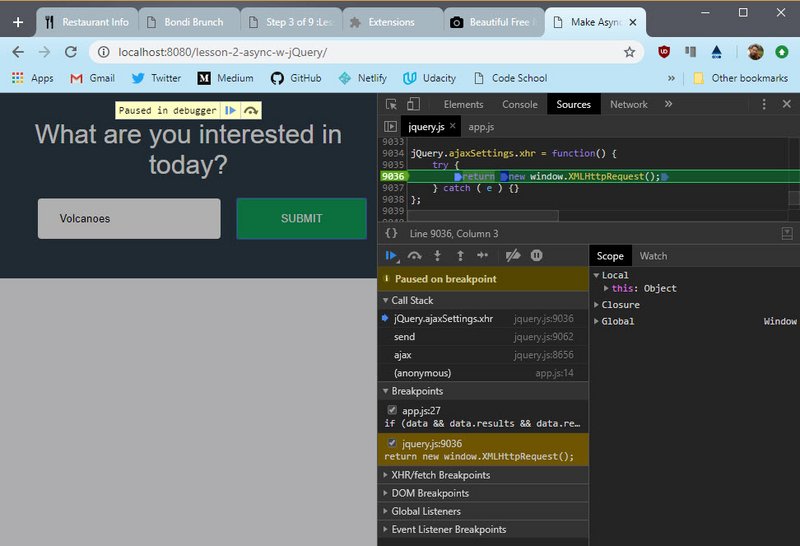 Restaurant Info
Bondi Brunch
Step 3 of 9 :Les
Extensions
Beautiful Free I
Make Async
localhost:8080/lesson-2-async-w-jQuery/
Apps
Gmail
Twitter
Medium
GitHub
Netlify
Udacity
Code School
»
Other bookmarks
Paused in debugger
What are you interested in
today?
Volcanoes
SUBMIT
Elements
Console
Sources
Network
»
jquery.js
app.js
9033
9034 jQuery.ajaxSettings.xhr = function() {
9035 try {
9036 return new window.XMLHttpRequest();
9037 } catch ( e ) {}
9038 };
9039
{} Line 9036, Column 3
Paused on breakpoint
Call Stack
jQuery.ajaxSettings.xhr jquery.js:9036
send jquery.js:9062
ajax jquery.js:8656
(anonymous) app.js:14
Breakpoints
app.js:27
if (data && data.results && data.re…
jquery.js:9036
return new window.XMLHttpRequest();
XHR/fetch Breakpoints
DOM Breakpoints
Global Listeners
Event Listener Breakpoints
Scope
Watch
Local
this: Object
Closure
Global Window